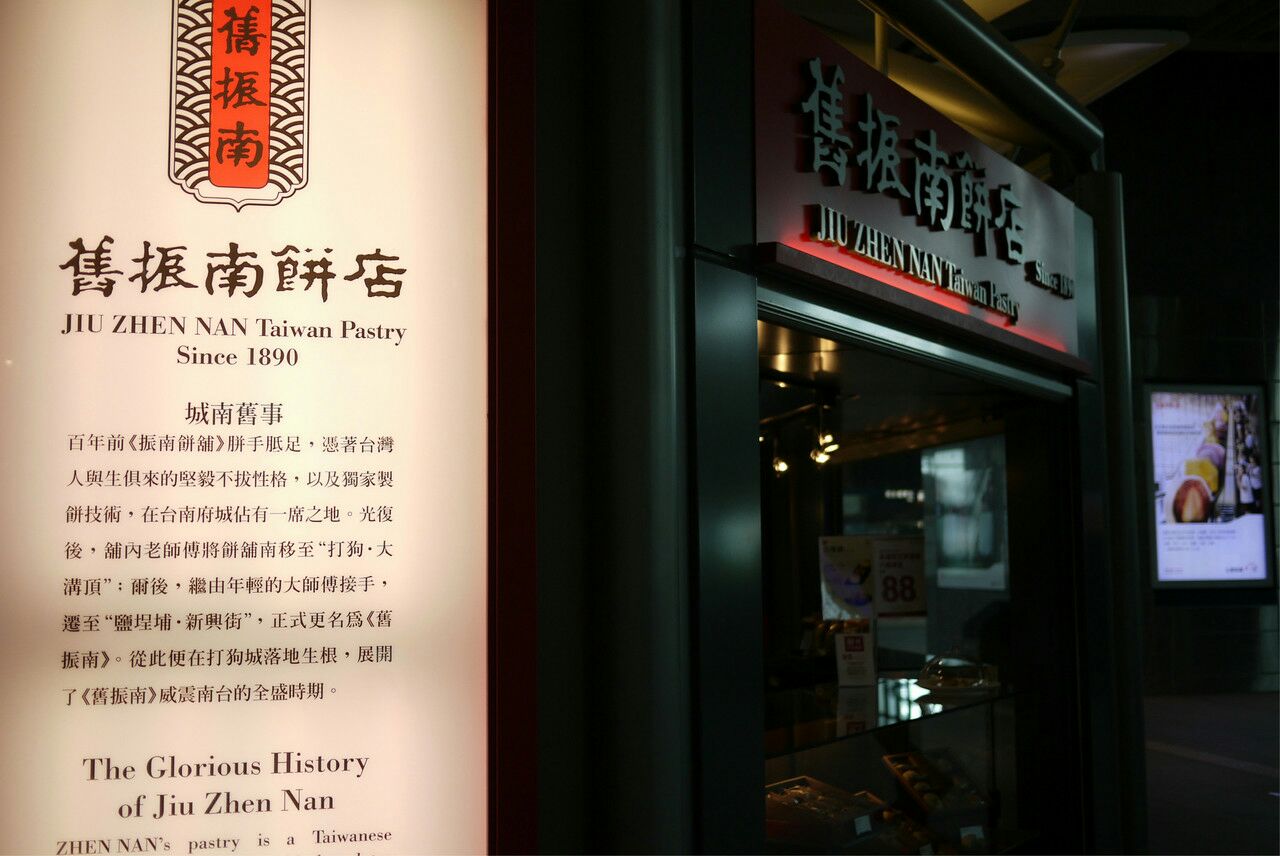 舊
振
南
舊振南餅店
JIU ZHEN NAN Taiwan Pastry
Since 1890
城南舊事
百年前《振南餅舖》胼手胝足，憑著台灣
人與生俱來的堅毅不拔性格，以及獨家製
餅技術，在台南府城佔有一席之地。光復
後，舖內老師傅將餅舖南移至“打狗·大
溝頂”；爾後，繼由年輕的大師傅接手，
遷至“鹽埕埔·新興街”，正式更名爲《舊
振南》。從此便在打狗城落地生根，展開
了《舊振南》威震南台的全盛時期。
The Glorious History
of Jiu Zhen Nan
ZHEN NAN's pastry is a Taiwanese
舊振南餅店
JIU ZHEN NAN Taiwan Pastry
Since 189
88